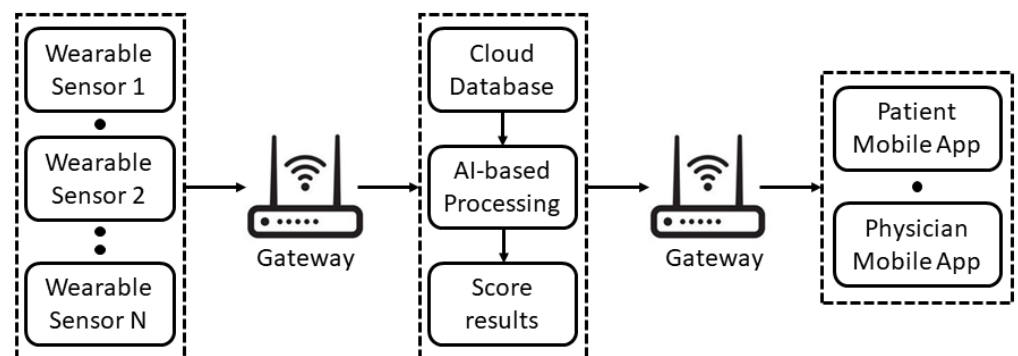 Wearable
Sensor 1
Wearable
Sensor 2
Wearable
Sensor N
Gateway
Cloud
Database
AI-based
Processing
Score
results
Gateway
Patient
Mobile App
Physician
Mobile App